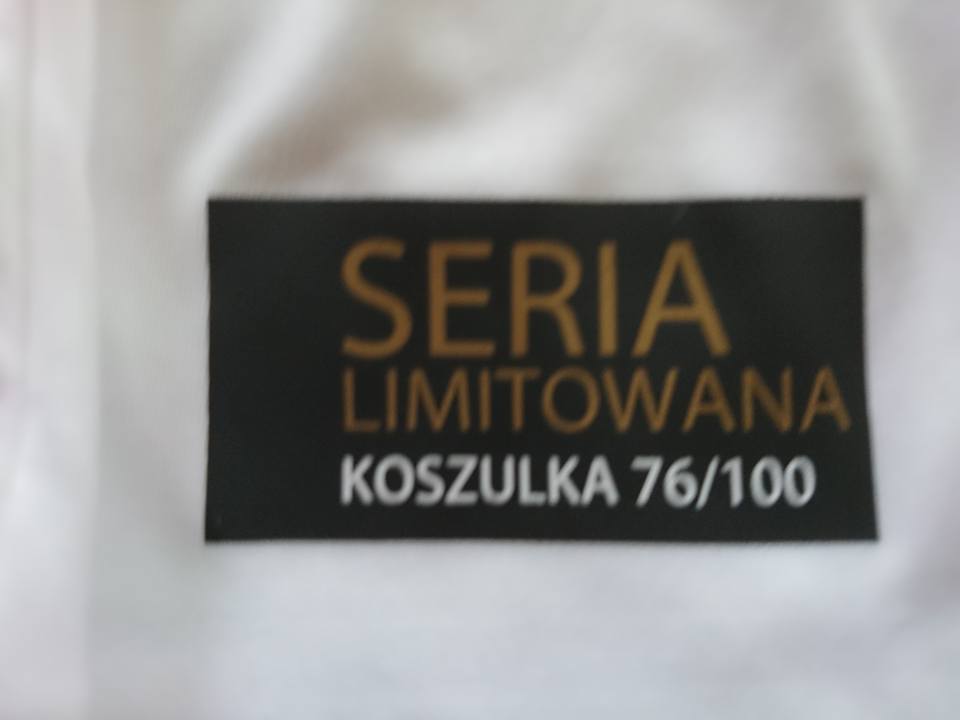 SERIA
LIMITOWANA
KOSZULKA 76/100